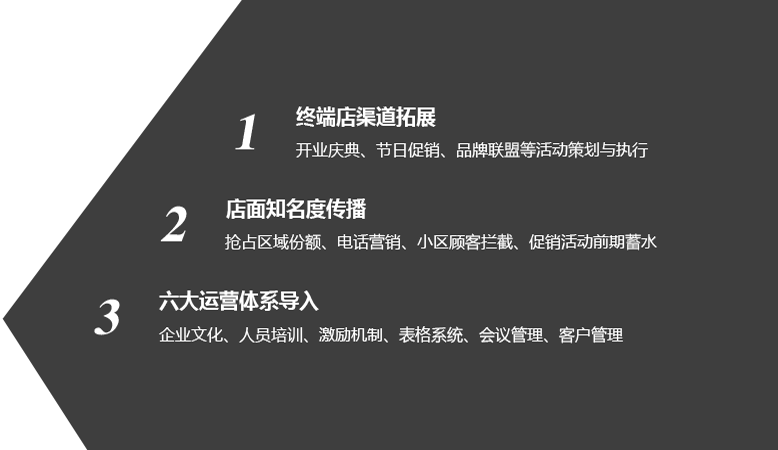 1
终端店渠道拓展
开业庆典、节日促销、品牌联盟等活动策划与执行
2
店面知名度传播
抢占区域份额、电话营销、小区顾客拦截、促销活动前期蓄水
3
六大运营体系导入
企业文化、人员培训、激励机制、表格系统、会议管理、客户管理